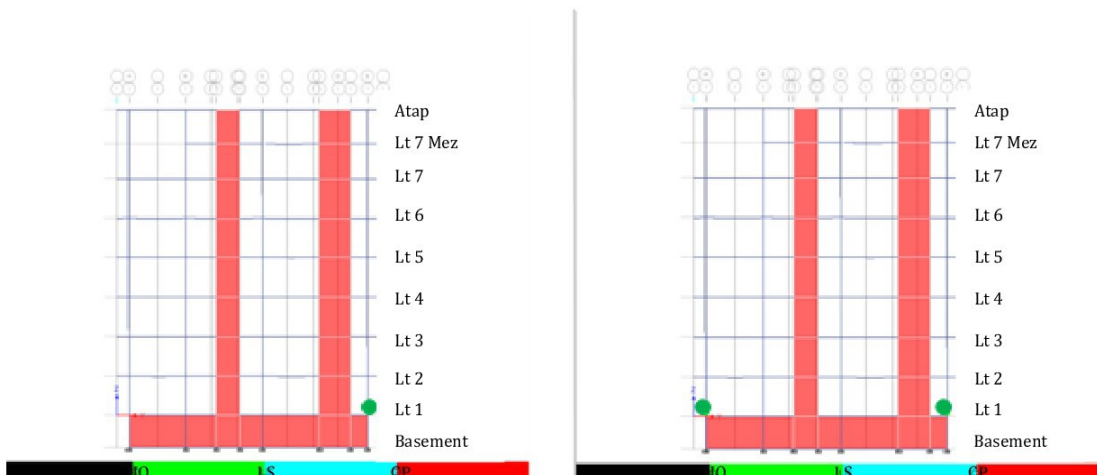 Atap
Lt 7 Mez
Lt 7
Lt 6
Lt 5
Lt 4
Lt 3
Lt 2
Lt 1
Basement
IO LS CP
Atap
Lt 7 Mez
Lt 7
Lt 6
Lt 5
Lt 4
Lt 3
Lt 2
Lt 1
Basement
IO LS CP